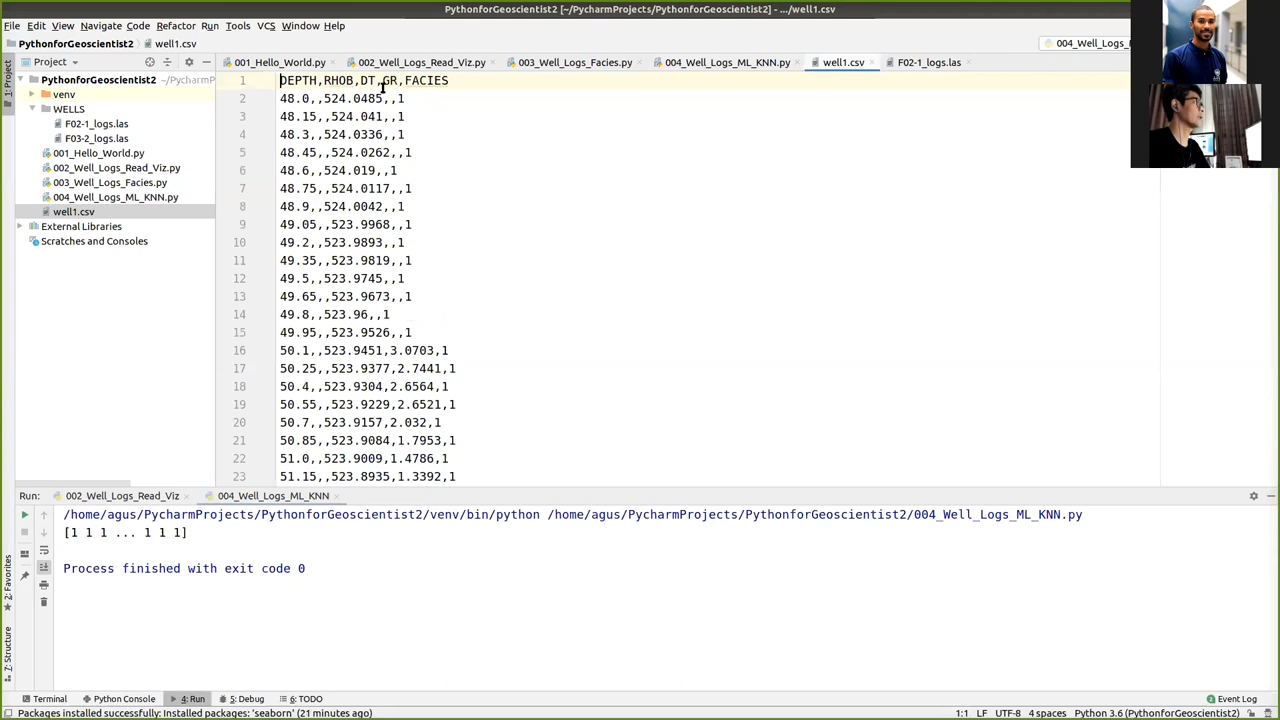 PythonforGeoscientist2 [~/PycharmProjects/PythonforGeoscientist2] - .../well1.csv
File Edit View Navigate Code Refactor Run Tools VCS Window Help
PythonforGeoscientist2 well1.csv 004_Well_Logs_M
Project 001_Hello_World.py 002_Well_Logs_Read_Viz.py 003_Well_Logs_Facies.py 004_Well_Logs_ML_KNN.py well1.csv F02-1_logs.las
1: Project
PythonforGeoscientist2 ~/PycharmP
venv
WELLS
F02-1_logs.las
F03-2_logs.las
001_Hello_World.py
002_Well_Logs_Read_Viz.py
003_Well_Logs_Facies.py
004_Well_Logs_ML_KNN.py
well1.csv
External Libraries
Scratches and Consoles
1 DEPTH,RHOB,DT,GR,FACIES
2 48.0,,524.0485,,1
3 48.15,,524.041,,1
4 48.3,,524.0336,,1
5 48.45,,524.0262,,1
6 48.6,,524.019,,1
7 48.75,,524.0117,,1
8 48.9,,524.0042,,1
9 49.05,,523.9968,,1
10 49.2,,523.9893,,1
11 49.35,,523.9819,,1
12 49.5,,523.9745,,1
13 49.65,,523.9673,,1
14 49.8,,523.96,,1
15 49.95,,523.9526,,1
16 50.1,,523.9451,3.0703,1
17 50.25,,523.9377,2.7441,1
18 50.4,,523.9304,2.6564,1
19 50.55,,523.9229,2.6521,1
20 50.7,,523.9157,2.032,1
21 50.85,,523.9084,1.7953,1
22 51.0,,523.9009,1.4786,1
23 51.15,,523.8935,1.3392,1
Run: 002_Well_Logs_Read_Viz 004_Well_Logs_ML_KNN
/home/agus/PycharmProjects/PythonforGeoscientist2/venv/bin/python /home/agus/PycharmProjects/PythonforGeoscientist2/004_Well_Logs_ML_KNN.py
[1 1 1 ... 1 1 1]
Process finished with exit code 0
2: Favorites
7: Structure
Terminal Python Console 4: Run 5: Debug 6: TODO Event Log
Packages installed successfully: Installed packages: 'seaborn' (21 minutes ago) 1:1 LF UTF-8 4 spaces Python 3.6 (PythonforGeoscientist2)